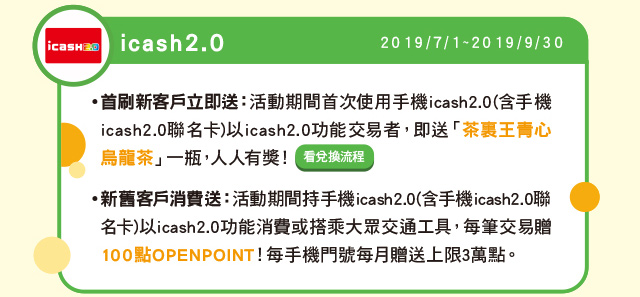 icash2.0
icash2.0
2019/7/1~2019/9/30
•首刷新客戶立即送：活動期間首次使用手機icash2.0(含手機
icash2.0聯名卡)以icash2.0功能交易者，即送「茶裏王青心
烏龍茶」一瓶，人人有獎！ 看兌換流程
•新舊客戶消費送：活動期間持手機icash2.0(含手機icash2.0聯
名卡)以icash2.0功能消費或搭乘大眾交通工具，每筆交易贈
100點OPENPOINT！每手機門號每月贈送上限3萬點。